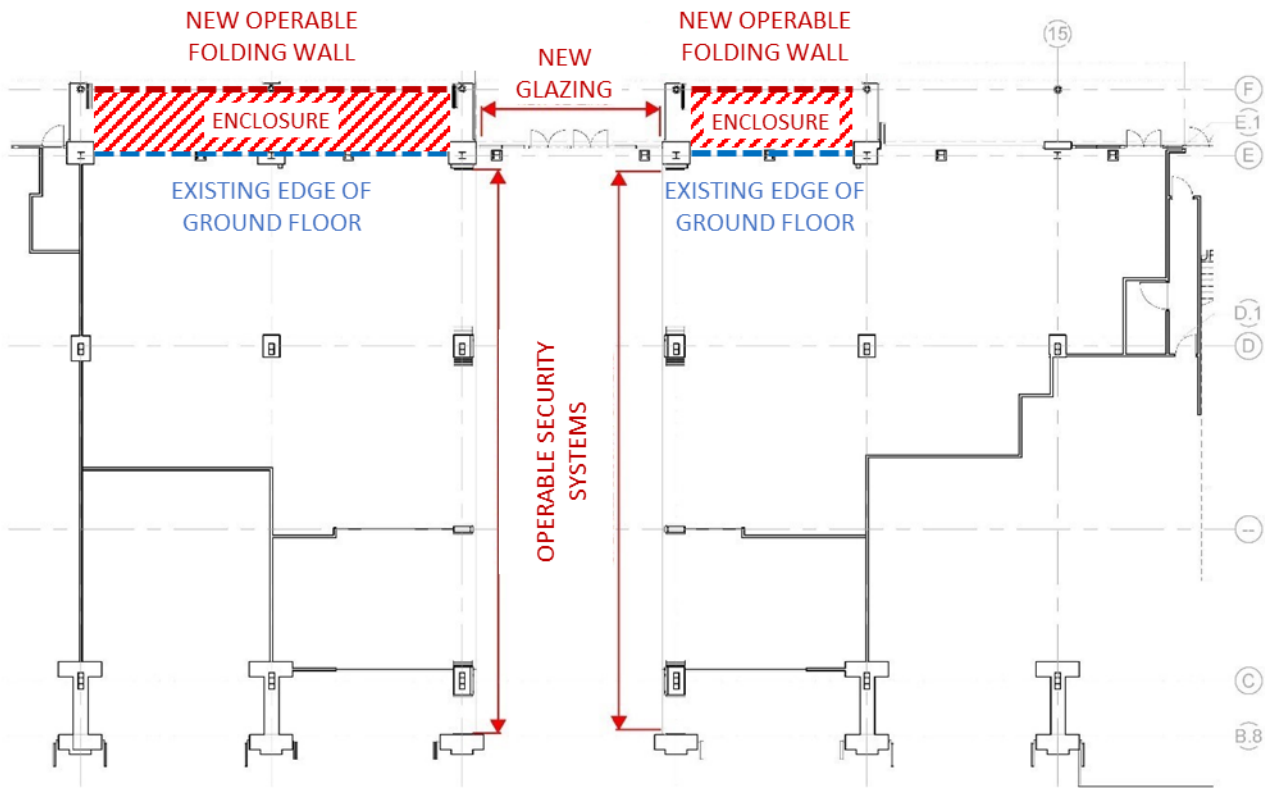 NEW OPERABLE
FOLDING WALL
NEW
GLAZING
NEW OPERABLE
FOLDING WALL
15
F
ENCLOSURE
ENCLOSURE
E.1
E
EXISTING EDGE OF
GROUND FLOOR
EXISTING EDGE OF
GROUND FLOOR
D.1
D
OPERABLE SECURITY
SYSTEMS
--
C
B.8